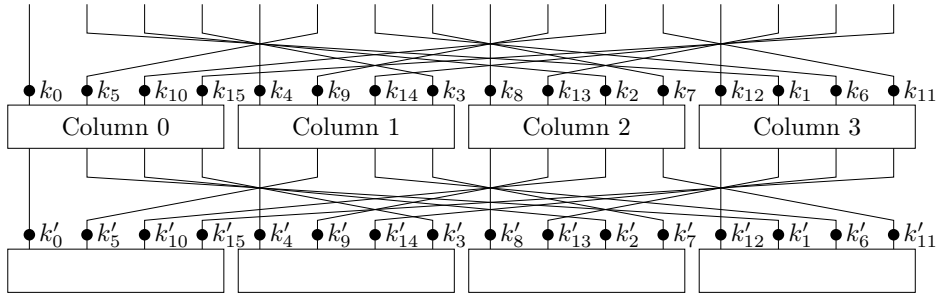 k₀ k₅ k₁₀ k₁₅ k₄ k₉ k₁₄ k₃ k₈ k₁₃ k₂ k₇ k₁₂ k₁ k₆ k₁₁
Column 0 Column 1 Column 2 Column 3
k′₀ k′₅ k′₁₀ k′₁₅ k′₄ k′₉ k′₁₄ k′₃ k′₈ k′₁₃ k′₂ k′₇ k′₁₂ k′₁ k′₆ k′₁₁